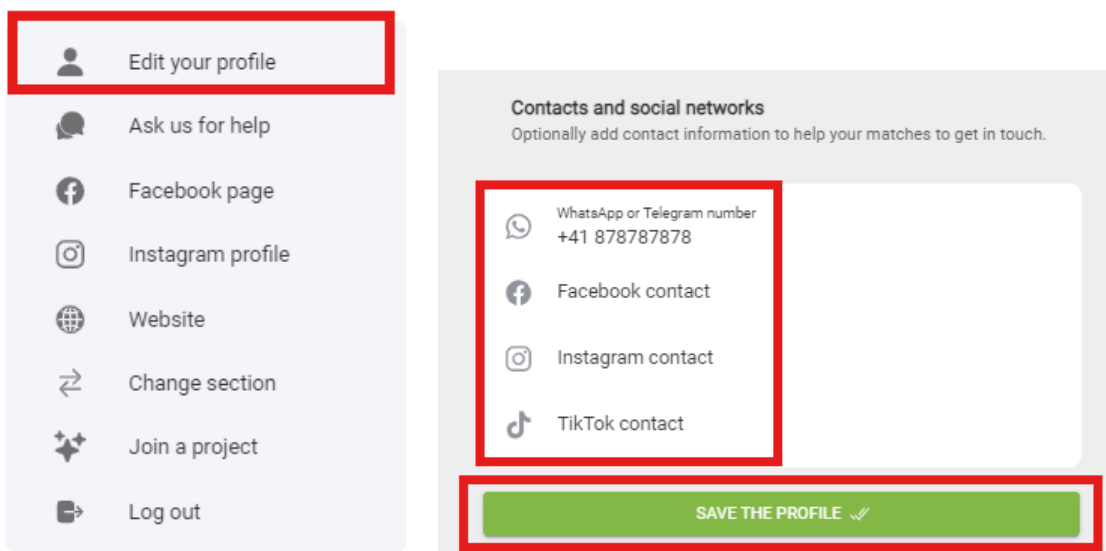 Edit your profile
Ask us for help
Facebook page
Instagram profile
Website
Change section
Join a project
Log out
Contacts and social networks
Optionally add contact information to help your matches to get in touch.
WhatsApp or Telegram number
+41 878787878
Facebook contact
Instagram contact
TikTok contact
SAVE THE PROFILE